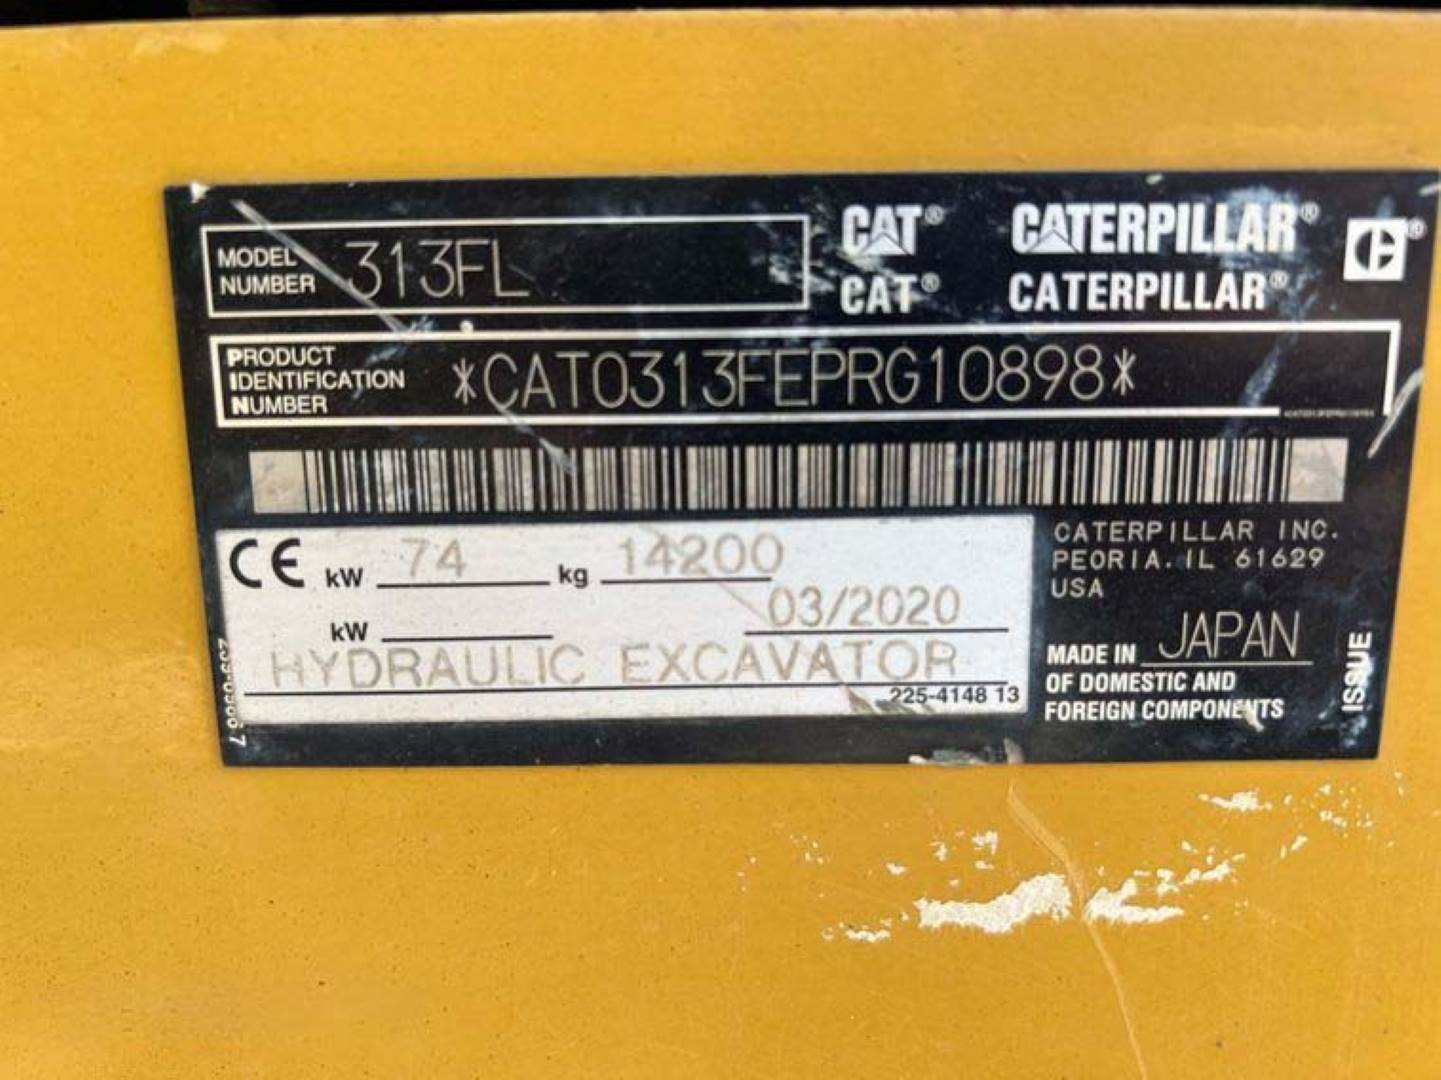 MODEL NUMBER 313FL
CAT® CATERPILLAR®
CAT® CATERPILLAR®
PRODUCT IDENTIFICATION NUMBER *CAT0313FEPRG10898*
CE kW 74 kg 14200
kW 03/2020
HYDRAULIC EXCAVATOR
225-4148 13
CATERPILLAR INC.
PEORIA. IL 61629
USA
MADE IN JAPAN
OF DOMESTIC AND
FOREIGN COMPONENTS
ISSUE